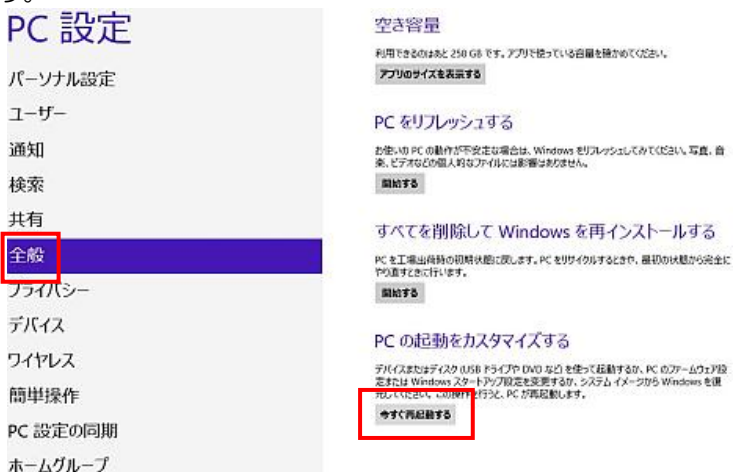 す。
PC 設定
パーソナル設定
ユーザー
通知
検索
共有
全般
プライバシー
デバイス
ワイヤレス
簡単操作
PC 設定の同期
ホームグループ
空き容量
利用できるのはあと 250 GB です。アプリで使っている容量を確かめてください。
アプリのサイズを表示する
PC をリフレッシュする
お使いの PC の動作が不安定な場合は、Windows をリフレッシュしてみてください。写真、音
楽、ビデオなどの個人的なファイルには影響はありません。
開始する
すべてを削除して Windows を再インストールする
PC を工場出荷時の初期状態に戻します。PC をリサイクルするときや、最初の状態から完全に
やり直すときに行います。
開始する
PC の起動をカスタマイズする
デバイスまたはディスク (USB ドライブや DVD など) を使って起動するか、PC のファームウェア設
定または Windows スタートアップ設定を変更するか、システム イメージから Windows を復
元してください。この操作を行うと、PC が再起動します。
今すぐ再起動する